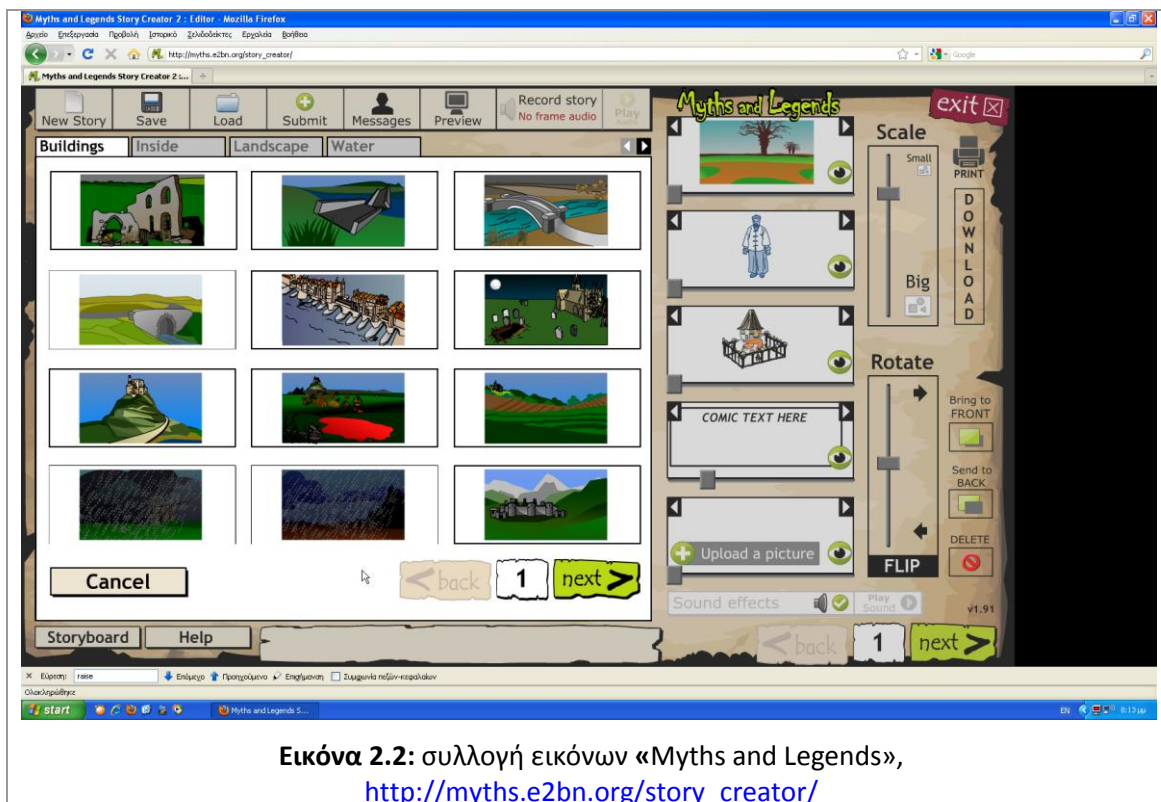 Myths and Legends Story Creator 2 : Editor - Mozilla Firefox
Αρχείο Επεξεργασία Προβολή Ιστορικό Σελιδοδείκτες Εργαλεία Βοήθεια
http://myths.e2bn.org/story_creator/
Google
Myths and Legends Story Creator 2 :...
New Story Save Load Submit Messages Preview
Record story
No frame audio
Play
Buildings Inside Landscape Water
Cancel
< back 1 next >
Storyboard Help
Myths and Legends
exit
COMIC TEXT HERE
Upload a picture
Sound effects
Play
Sound
Scale
Small
Big
Rotate
FLIP
PRINT
DOWNLOAD
Bring to
FRONT
Send to
BACK
DELETE
v1.91
< back 1 next >
Εύρεση: raise Επόμενο Προηγούμενο Επισήμανση Συμφωνία πεζών-κεφαλαίων
Ολοκληρώθηκε
start Myths and Legends S... EN 8:13 μμ
Εικόνα 2.2: συλλογή εικόνων «Myths and Legends»,
http://myths.e2bn.org/story_creator/